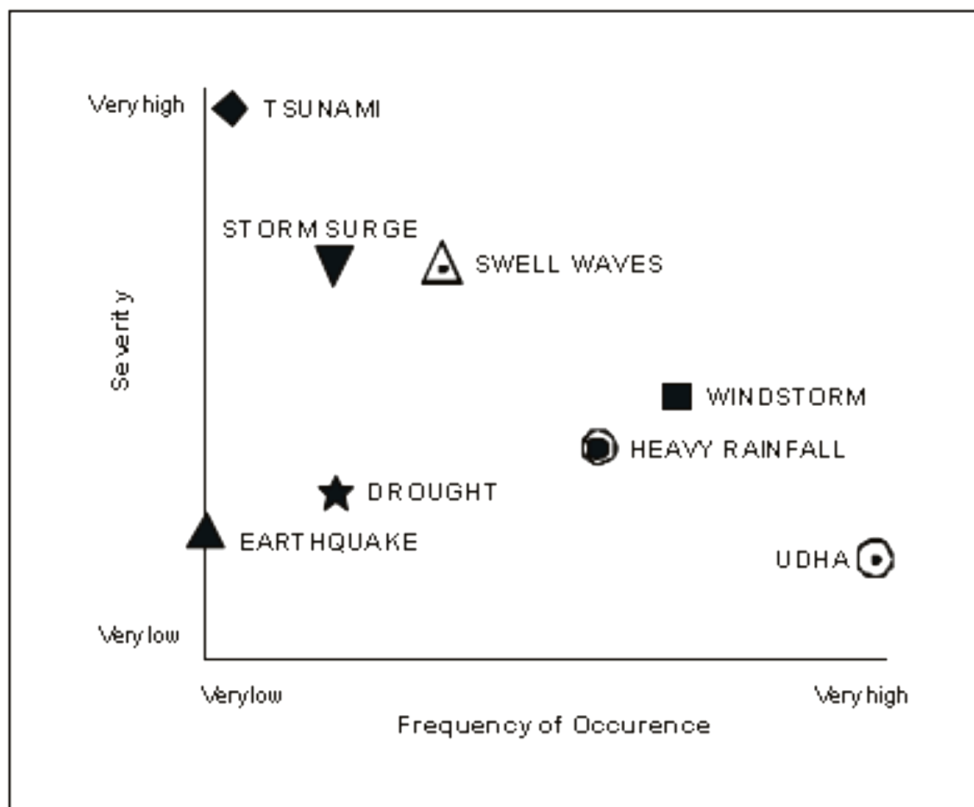 Very high
TSUNAMI
STORM SURGE
SWELL WAVES
Severity
WINDSTORM
HEAVY RAINFALL
DROUGHT
EARTHQUAKE
UDHA
Very low
Very low
Very high
Frequency of Occurence